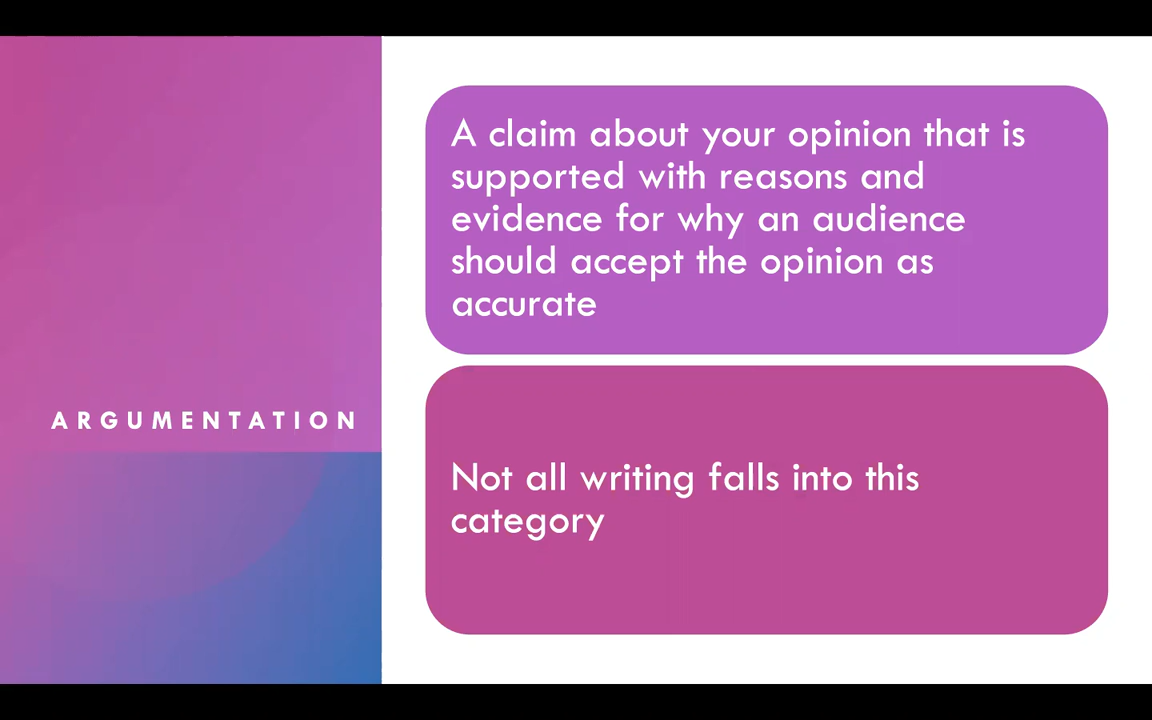 ARGUMENTATION
A claim about your opinion that is
supported with reasons and
evidence for why an audience
should accept the opinion as
accurate
Not all writing falls into this
category